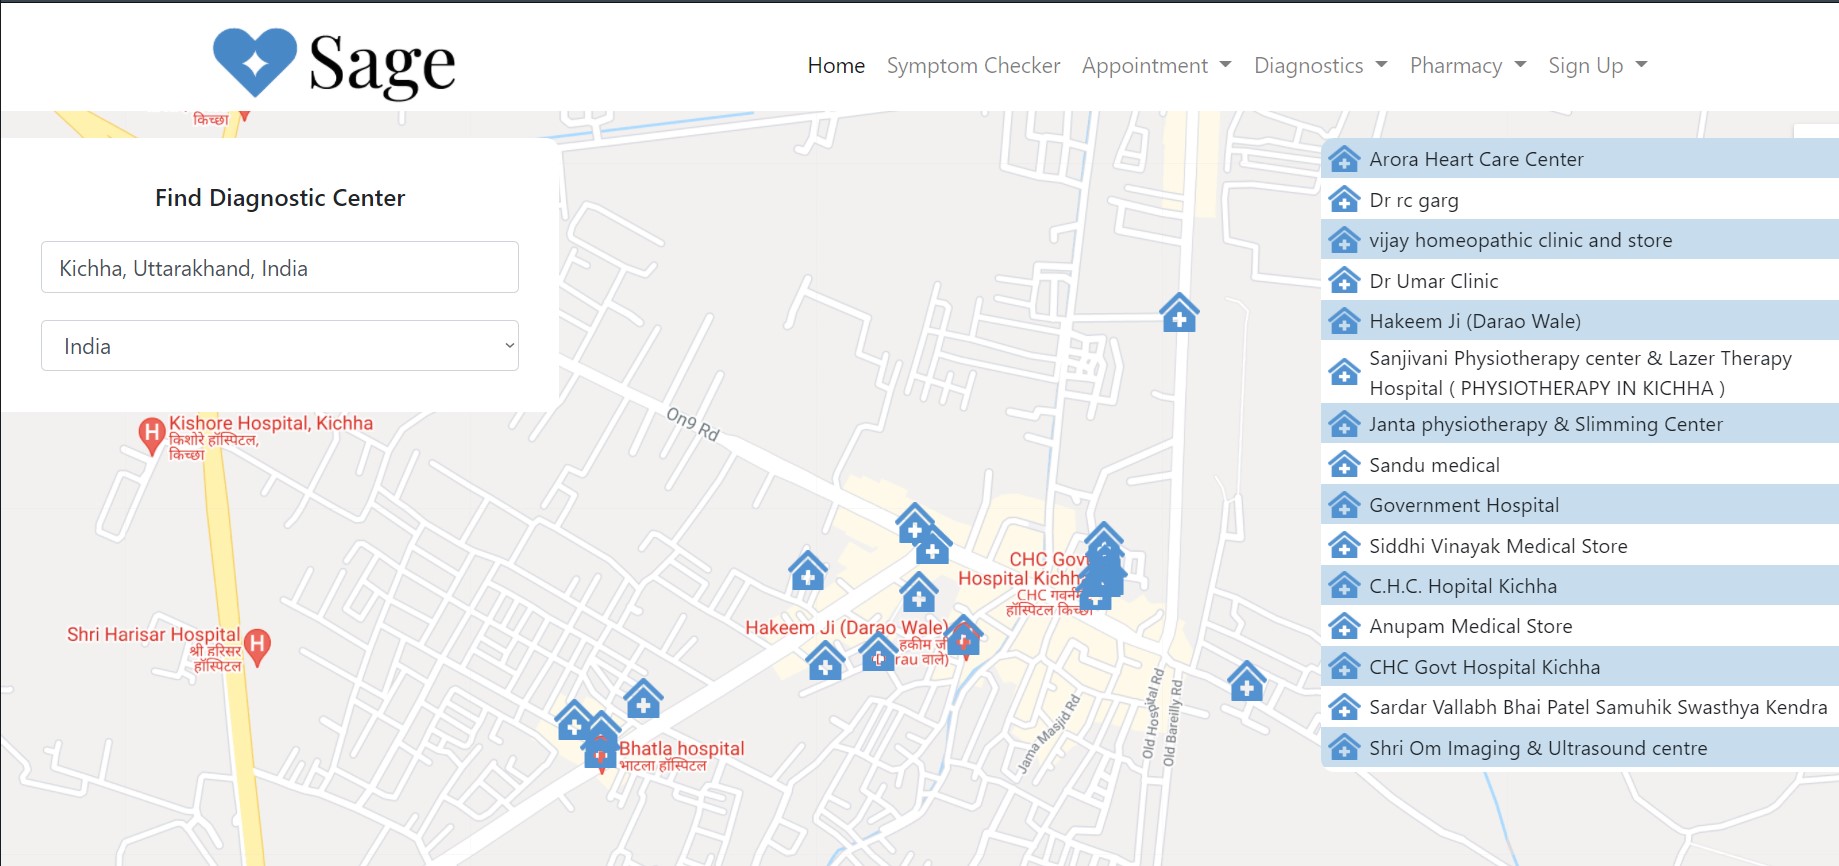 Sage
Home
Symptom Checker
Appointment
Diagnostics
Pharmacy
Sign Up
किच्छा
Find Diagnostic Center
Kichha, Uttarakhand, India
India
Arora Heart Care Center
Dr rc garg
vijay homeopathic clinic and store
Dr Umar Clinic
Hakeem Ji (Darao Wale)
Sanjivani Physiotherapy center & Lazer Therapy
Hospital ( PHYSIOTHERAPY IN KICHHA )
Janta physiotherapy & Slimming Center
Sandu medical
Government Hospital
Siddhi Vinayak Medical Store
C.H.C. Hopital Kichha
Anupam Medical Store
CHC Govt Hospital Kichha
Sardar Vallabh Bhai Patel Samuhik Swasthya Kendra
Shri Om Imaging & Ultrasound centre
Kishore Hospital, Kichha
किशोरे हॉस्पिटल,
किच्छा
On9 Rd
CHC Govt
Hospital Kichh
CHC
हॉस्पिटल
Hakeem Ji (Darao Wale)
हकीम
वाले)
Shri Harisar Hospital
श्री हरिसर
हॉस्पिटल
Bhatla hospital
भाटला हॉस्पिटल
Jama Masjid Rd
Old Hospital Rd
Old Bareilly Rd